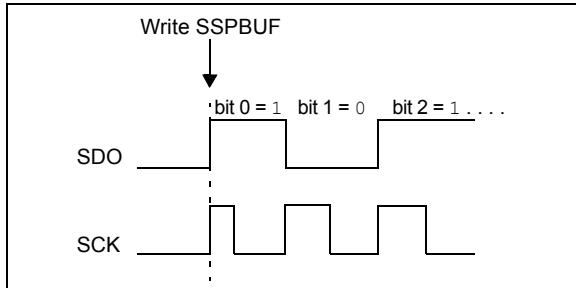 Write SSPBUF
bit 0 = 1 bit 1 = 0 bit 2 = 1 . . . .
SDO
SCK